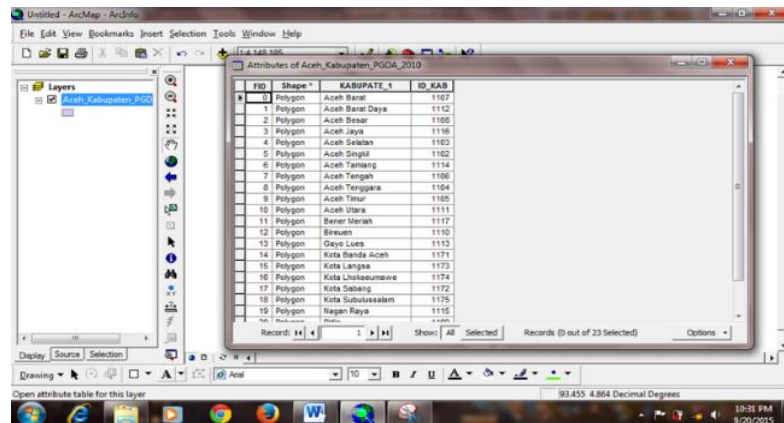 Untitled - ArcMap - ArcInfo
File Edit View Bookmarks Insert Selection Tools Window Help
1:4,148,195
Attributes of Aceh_Kabupaten_PGDA_2010
Layers
Aceh_Kabupaten_PGD
FID Shape * KABUPATE_1 ID_KAB
0 Polygon Aceh Barat 1107
1 Polygon Aceh Barat Daya 1112
2 Polygon Aceh Besar 1108
3 Polygon Aceh Jaya 1116
4 Polygon Aceh Selatan 1103
5 Polygon Aceh Singkil 1102
6 Polygon Aceh Tamiang 1114
7 Polygon Aceh Tengah 1106
8 Polygon Aceh Tenggara 1104
9 Polygon Aceh Timur 1105
10 Polygon Aceh Utara 1111
11 Polygon Bener Meriah 1117
12 Polygon Bireuen 1110
13 Polygon Gayo Lues 1113
14 Polygon Kota Banda Aceh 1171
15 Polygon Kota Langsa 1173
16 Polygon Kota Lhokseumawe 1174
17 Polygon Kota Sabang 1172
18 Polygon Kota Subulussalam 1175
19 Polygon Nagan Raya 1115
Record: 1 Show: All Selected Records (0 out of 23 Selected) Options
Display Source Selection
Drawing A Arial 10 B I U A
Open attribute table for this layer 93.455 4.864 Decimal Degrees
10:31 PM
9/20/2015